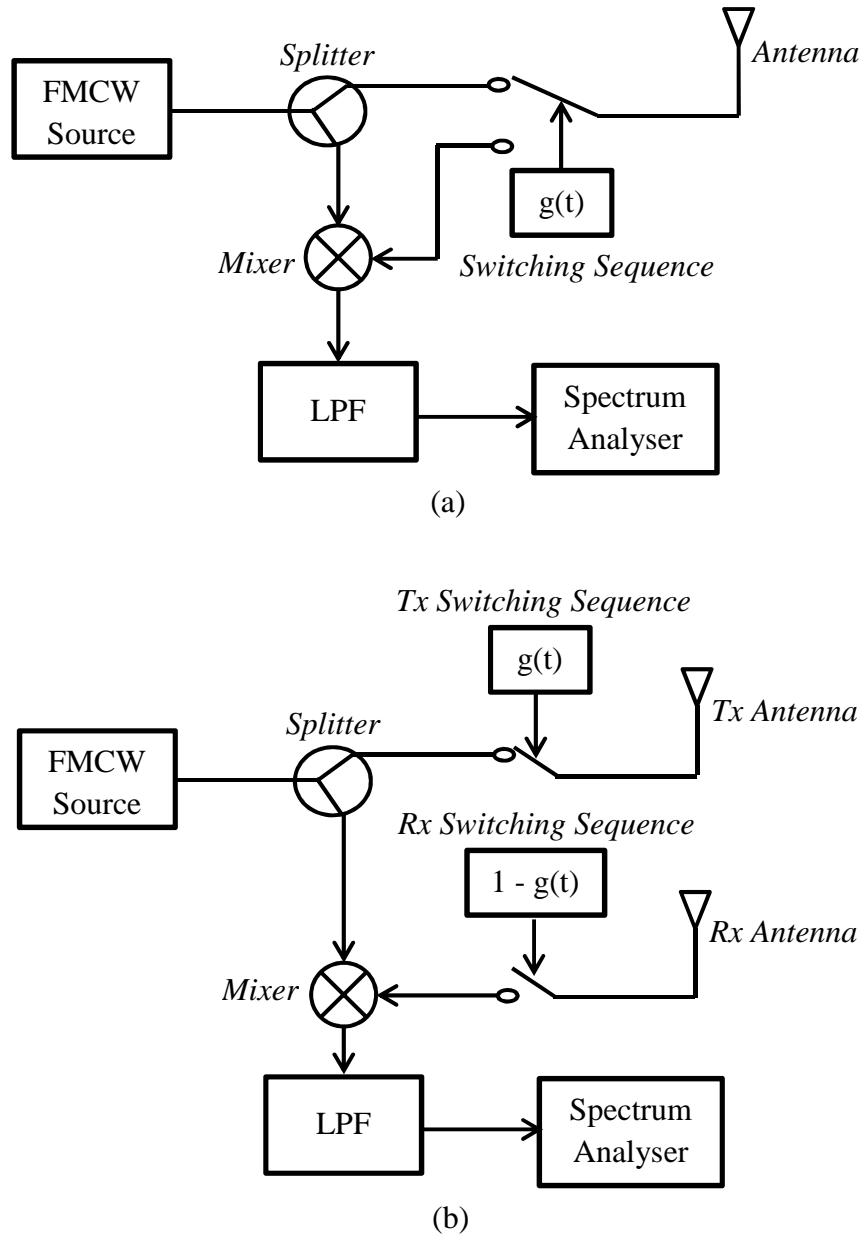 Splitter
Antenna
FMCW
Source
g(t)
Mixer
Switching Sequence
LPF
Spectrum
Analyser
(a)
Tx Switching Sequence
g(t)
Splitter
Tx Antenna
FMCW
Source
Rx Switching Sequence
1 - g(t)
Rx Antenna
Mixer
LPF
Spectrum
Analyser
(b)